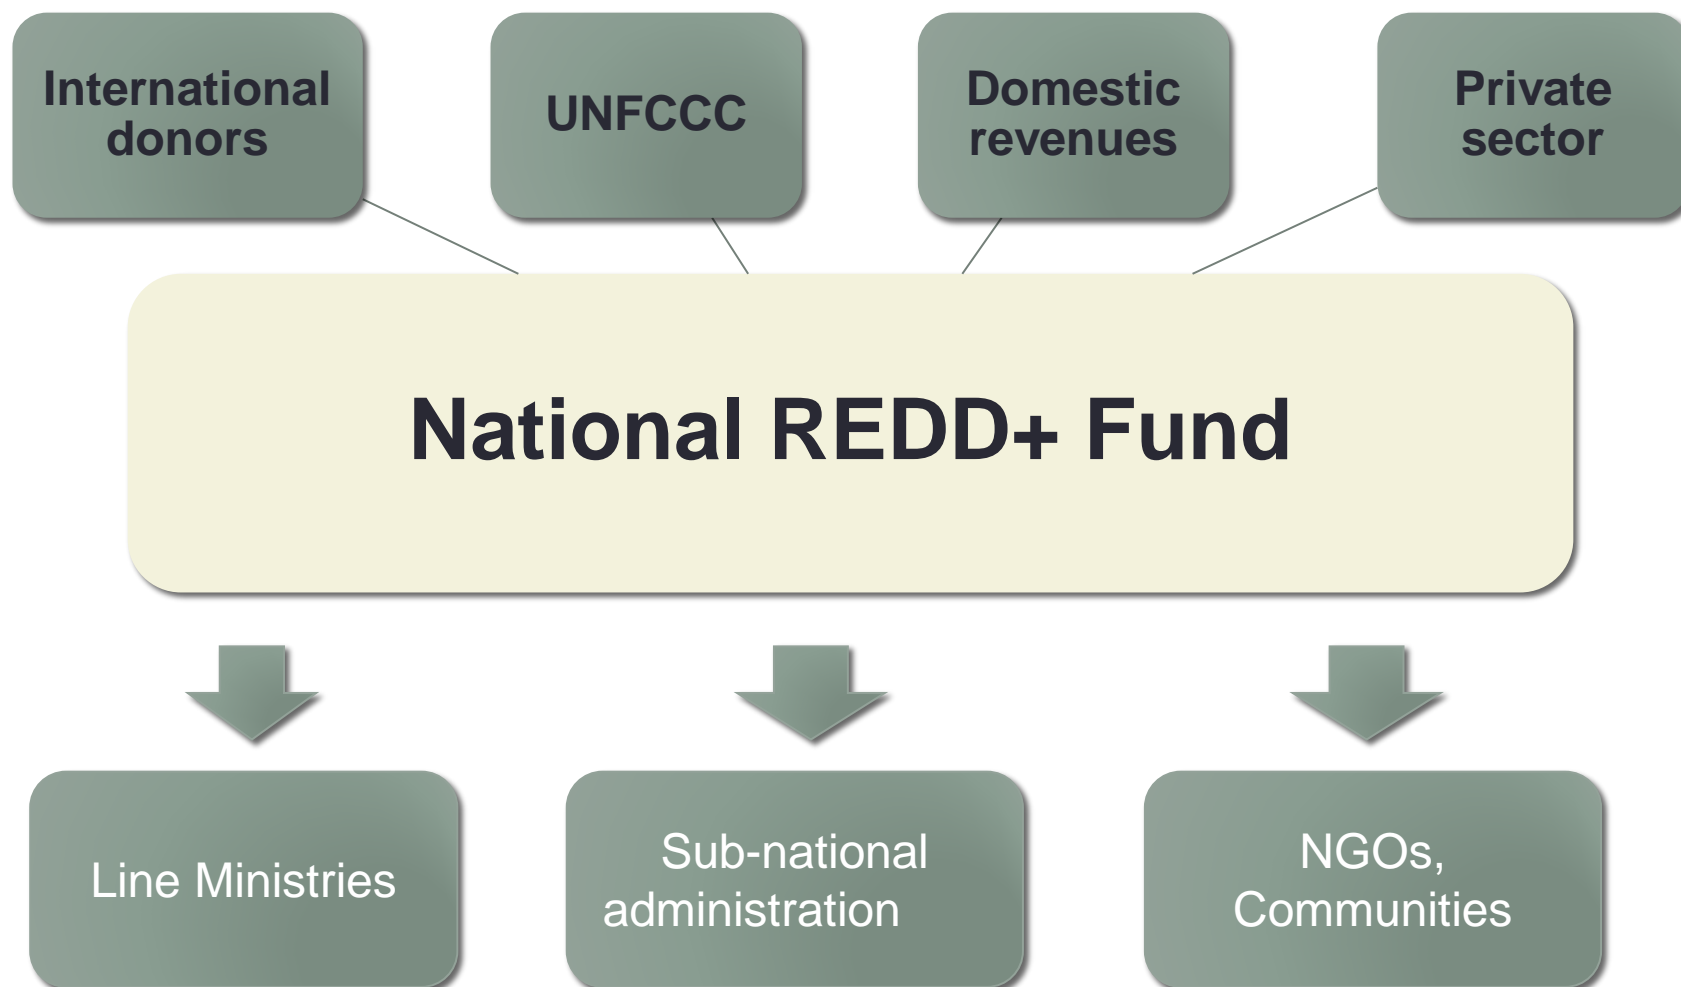 International
donors
UNFCCC
Domestic
revenues
Private
sector
National REDD+ Fund
Line Ministries
Sub-national
administration
NGOs,
Communities